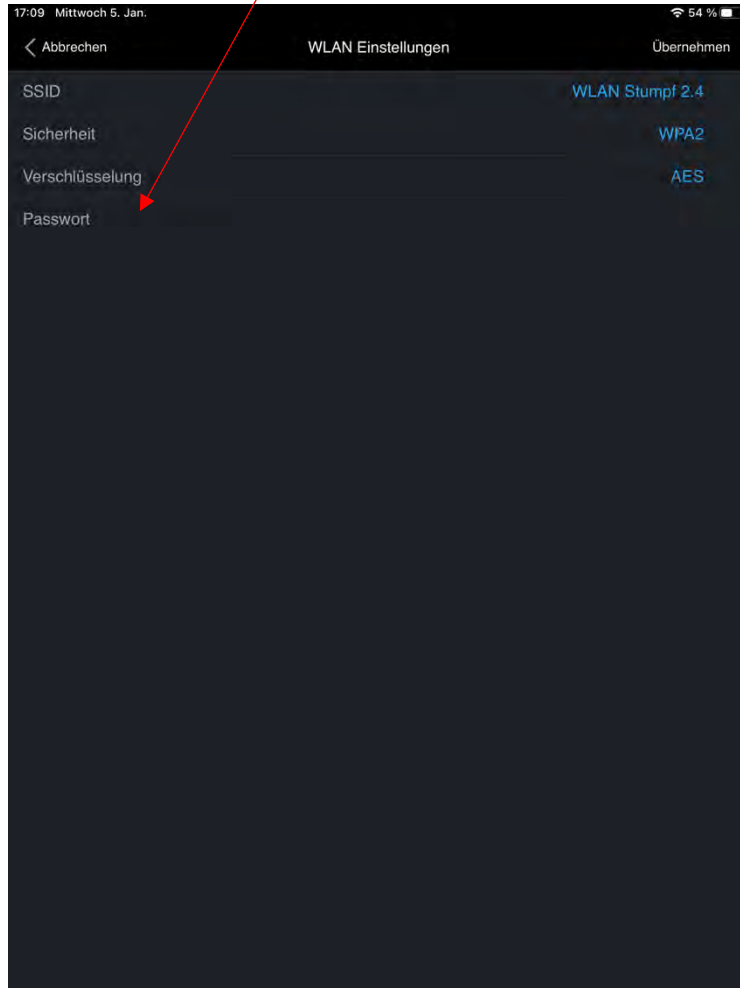 17:09 Mittwoch 5. Jan. 54 %
Abbrechen WLAN Einstellungen Übernehmen
SSID WLAN Stumpf 2.4
Sicherheit WPA2
Verschlüsselung AES
Passwort